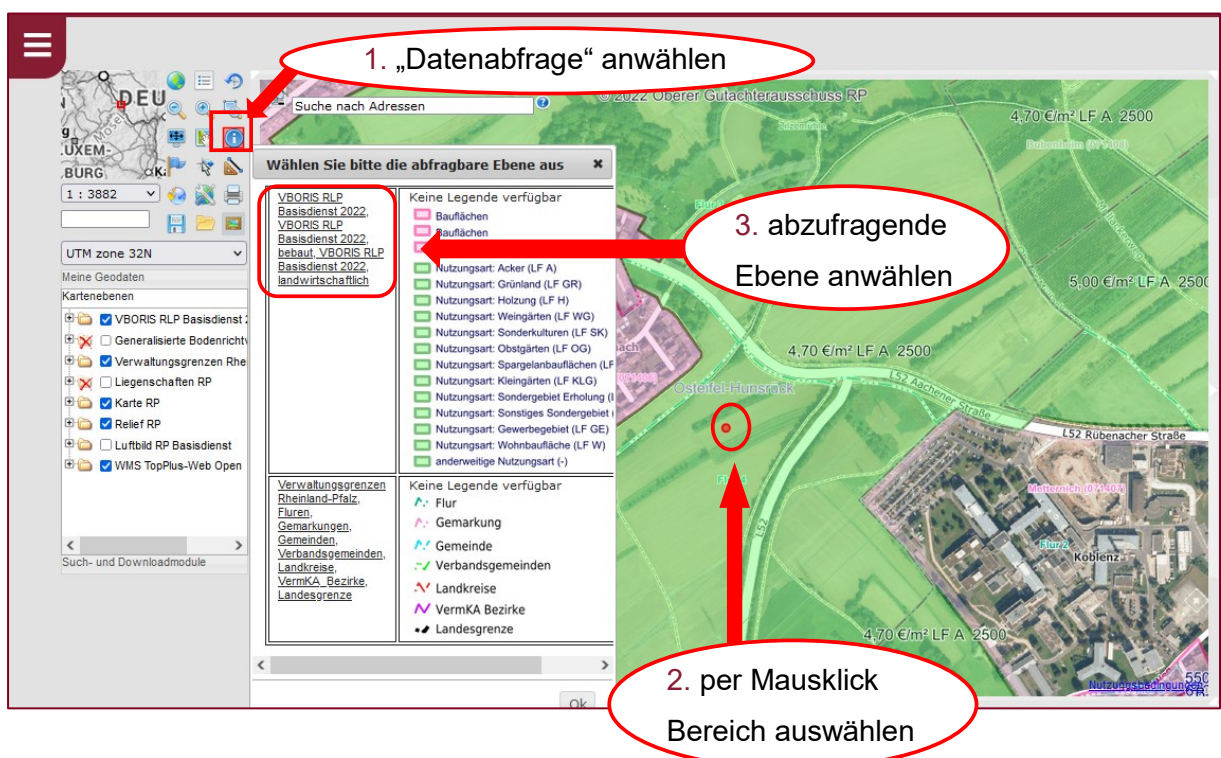 1. „Datenabfrage“ anwählen
DEU
LUXEM-
BURG
Mosel
1 : 3882
UTM zone 32N
Meine Geodaten
Kartenebenen
VBORIS RLP Basisdienst
Generalisierte Bodenricht
Verwaltungsgrenzen Rhe
Liegenschaften RP
Karte RP
Relief RP
Luftbild RP Basisdienst
WMS TopPlus-Web Open
Such- und Downloadmodule
Suche nach Adressen
© 2022 Oberer Gutachterausschuss RP
Wählen Sie bitte die abfragbare Ebene aus
VBORIS RLP
Basisdienst 2022,
VBORIS RLP
Basisdienst 2022,
bebaut, VBORIS RLP
Basisdienst 2022,
landwirtschaftlich
Keine Legende verfügbar
Bauflächen
Bauflächen
Nutzungsart: Acker (LF A)
Nutzungsart: Grünland (LF GR)
Nutzungsart: Holzung (LF H)
Nutzungsart: Weingärten (LF WG)
Nutzungsart: Sonderkulturen (LF SK)
Nutzungsart: Obstgärten (LF OG)
Nutzungsart: Spargelanbauflächen (LF
Nutzungsart: Kleingärten (LF KLG)
Nutzungsart: Sondergebiet Erholung (L
Nutzungsart: Sonstiges Sondergebiet (
Nutzungsart: Gewerbegebiet (LF GE)
Nutzungsart: Wohnbaufläche (LF W)
anderweitige Nutzungsart (-)
Verwaltungsgrenzen
Rheinland-Pfalz,
Fluren,
Gemarkungen,
Gemeinden,
Verbandsgemeinden,
Landkreise,
VermKA_Bezirke,
Landesgrenze
Keine Legende verfügbar
Flur
Gemarkung
Gemeinde
Verbandsgemeinden
Landkreise
VermKA Bezirke
Landesgrenze
Ok
3. abzufragende
Ebene anwählen
4,70 €/m² LF A 2500
Bubenheim (071408)
5,00 €/m² LF A 2500
4,70 €/m² LF A 2500
Osteifel-Hunsrück
L52 Aachener Straße
L52 Rübenacher Straße
Metternich (071407)
Flur 2
Koblenz
L52
4,70 €/m² LF A 2500
Nutzungsbedingungen
2. per Mausklick
Bereich auswählen